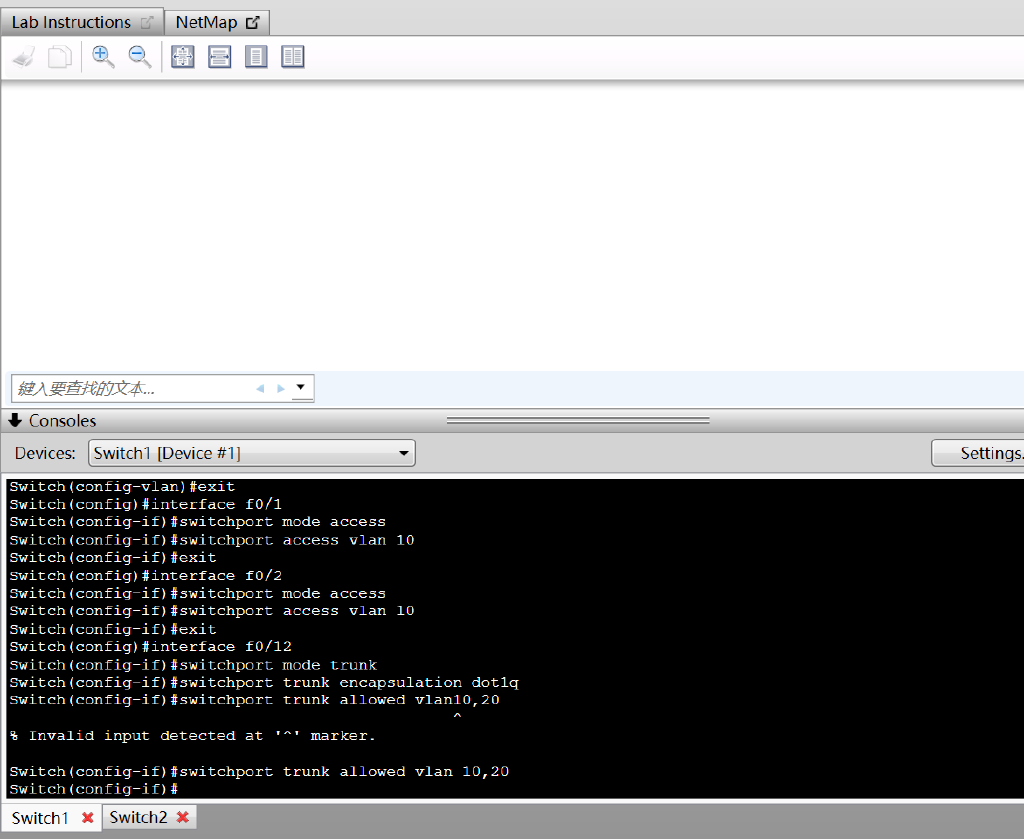 Lab Instructions NetMap
键入要查找的文本...
Consoles
Devices: Switch1 [Device #1] Settings.
Switch(config-vlan)#exit
Switch(config)#interface f0/1
Switch(config-if)#switchport mode access
Switch(config-if)#switchport access vlan 10
Switch(config-if)#exit
Switch(config)#interface f0/2
Switch(config-if)#switchport mode access
Switch(config-if)#switchport access vlan 10
Switch(config-if)#exit
Switch(config)#interface f0/12
Switch(config-if)#switchport mode trunk
Switch(config-if)#switchport trunk encapsulation dot1q
Switch(config-if)#switchport trunk allowed vlan10,20
^
% Invalid input detected at '^' marker.
Switch(config-if)#switchport trunk allowed vlan 10,20
Switch(config-if)#
Switch1 Switch2